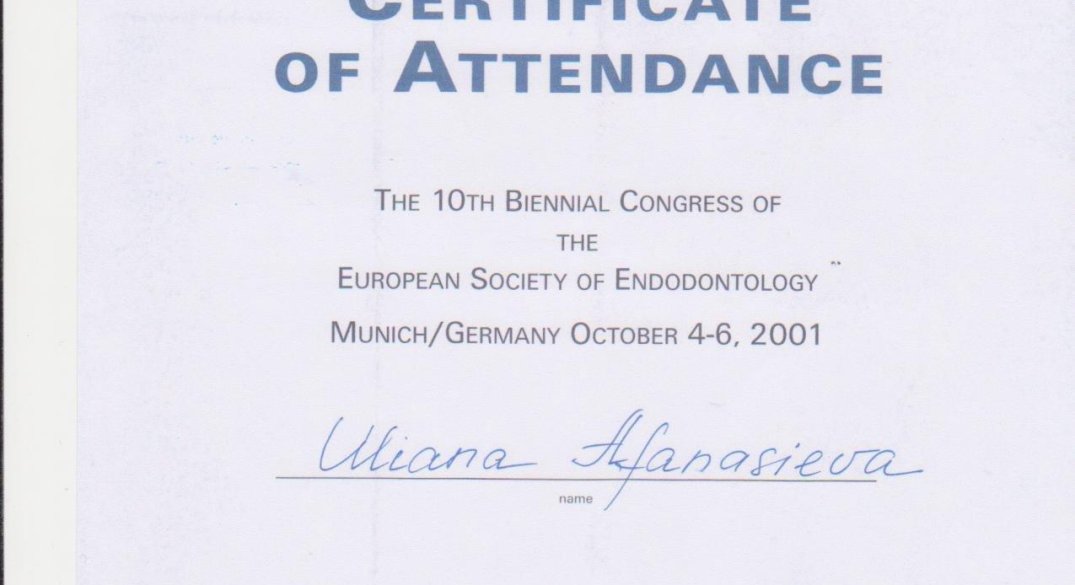 CERTIFICATE
OF ATTENDANCE
THE 10TH BIENNIAL CONGRESS OF
THE
EUROPEAN SOCIETY OF ENDODONTOLOGY
MUNICH/GERMANY OCTOBER 4-6, 2001
Uliana Afanasieva
name